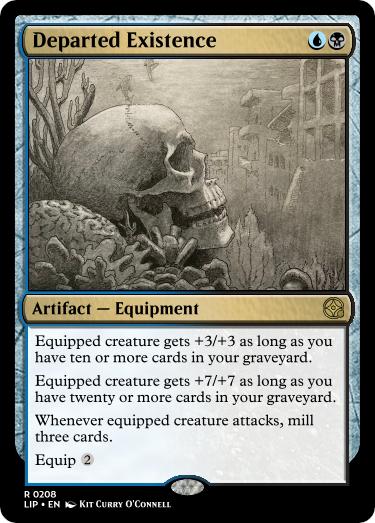 Departed Existence
Artifact — Equipment
Equipped creature gets +3/+3 as long as you
have ten or more cards in your graveyard.
Equipped creature gets +7/+7 as long as you
have twenty or more cards in your graveyard.
Whenever equipped creature attacks, mill
three cards.
Equip 2
R 0208
LIP • EN Kit Curry O'Connell